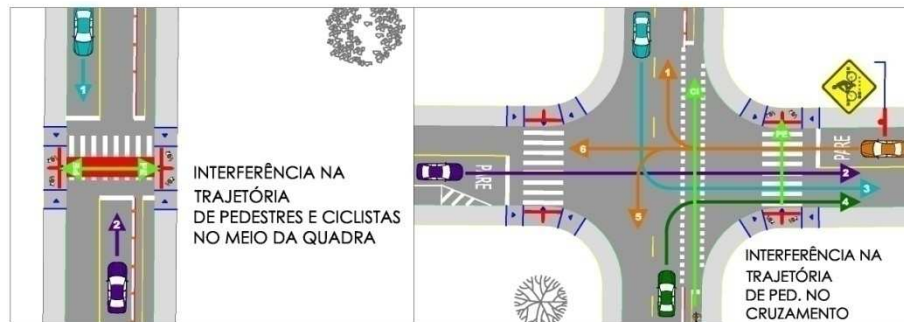 1
2
INTERFERÊNCIA NA
TRAJETÓRIA
DE PEDESTRES E CICLISTAS
NO MEIO DA QUADRA
1
CI
PE
6
PARE
2
PARE
3
5
4
INTERFERÊNCIA NA
TRAJETÓRIA
DE PED. NO
CRUZAMENTO